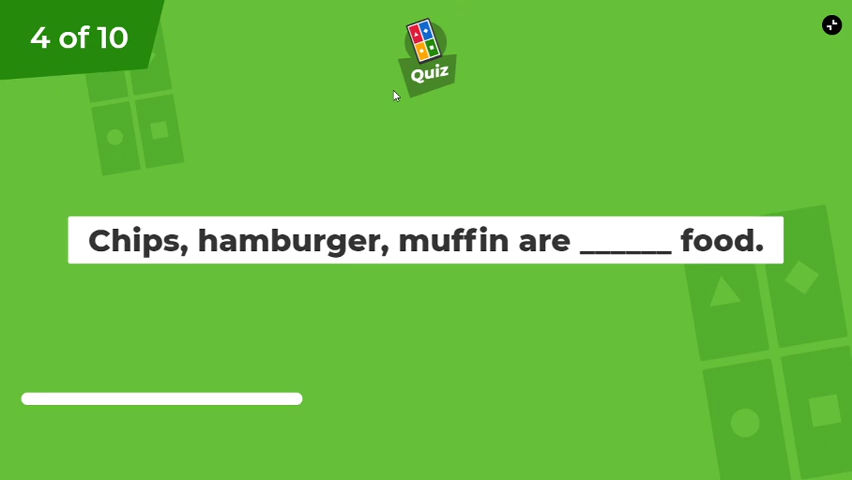 4 of 10
Quiz
Chips, hamburger, muffin are ______ food.